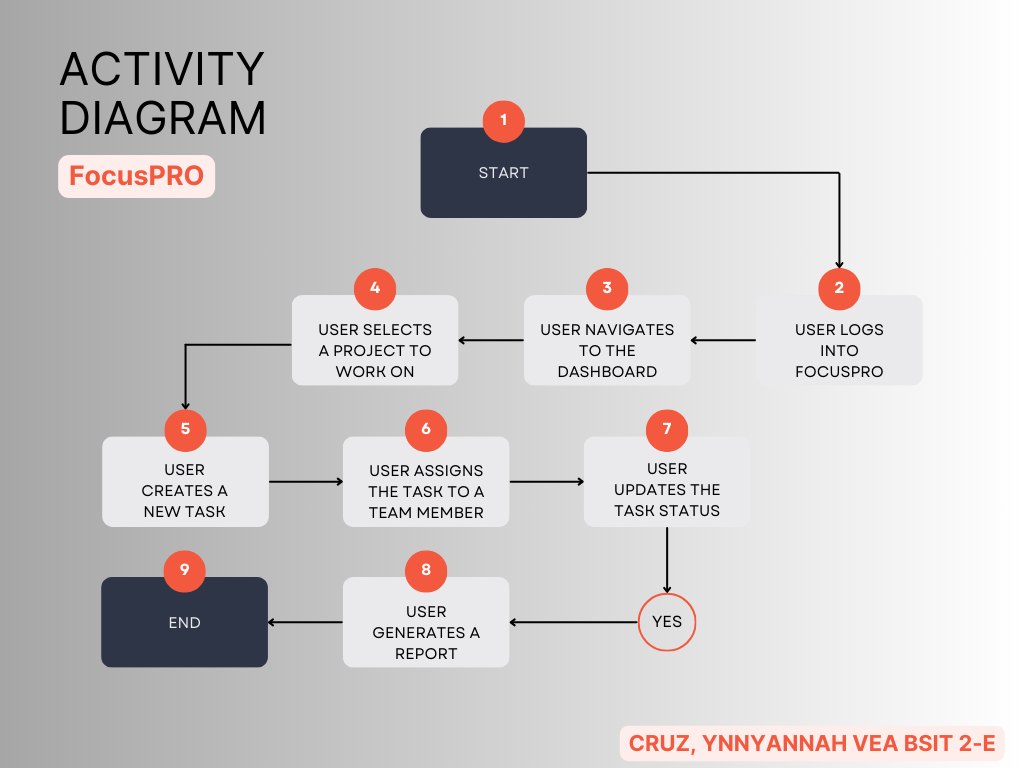 ACTIVITY
DIAGRAM
FocusPRO
1
START
2
USER LOGS
INTO
FOCUSPRO
3
USER NAVIGATES
TO THE
DASHBOARD
4
USER SELECTS
A PROJECT TO
WORK ON
5
USER
CREATES A
NEW TASK
6
USER ASSIGNS
THE TASK TO A
TEAM MEMBER
7
USER
UPDATES THE
TASK STATUS
YES
8
USER
GENERATES A
REPORT
9
END
CRUZ, YNNYANNAH VEA BSIT 2-E